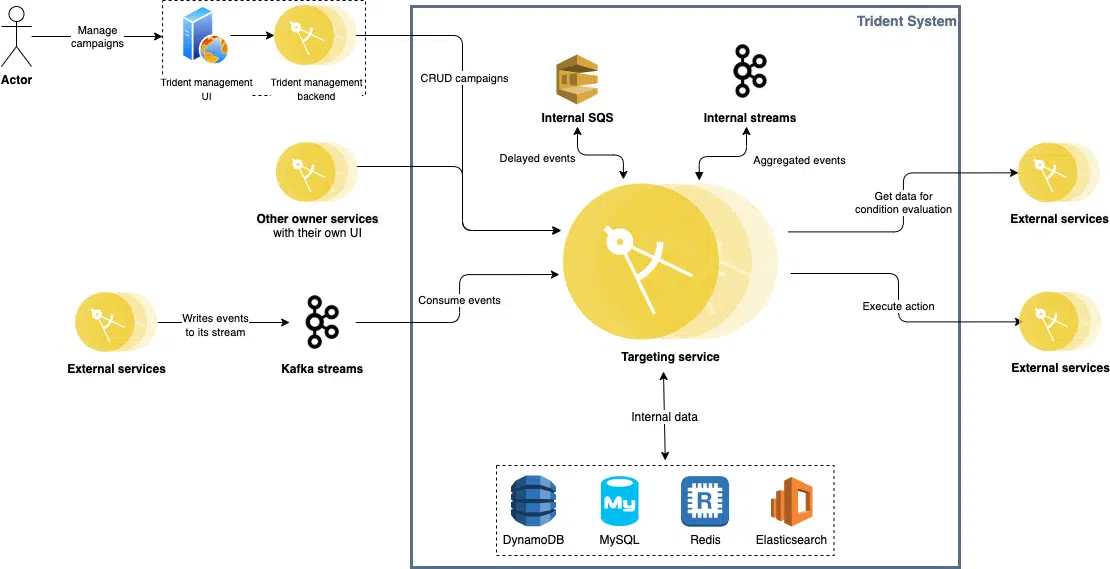 Trident System
Manage
campaigns
Actor
Trident management
UI
Trident management
backend
CRUD campaigns
Internal SQS
Internal streams
Delayed events
Aggregated events
Other owner services
with their own UI
Get data for
condition evaluation
External services
Consume events
Writes events
to its stream
External services
Kafka streams
Targeting service
Execute action
External services
Internal data
My
R
DynamoDB
MySQL
Redis
Elasticsearch